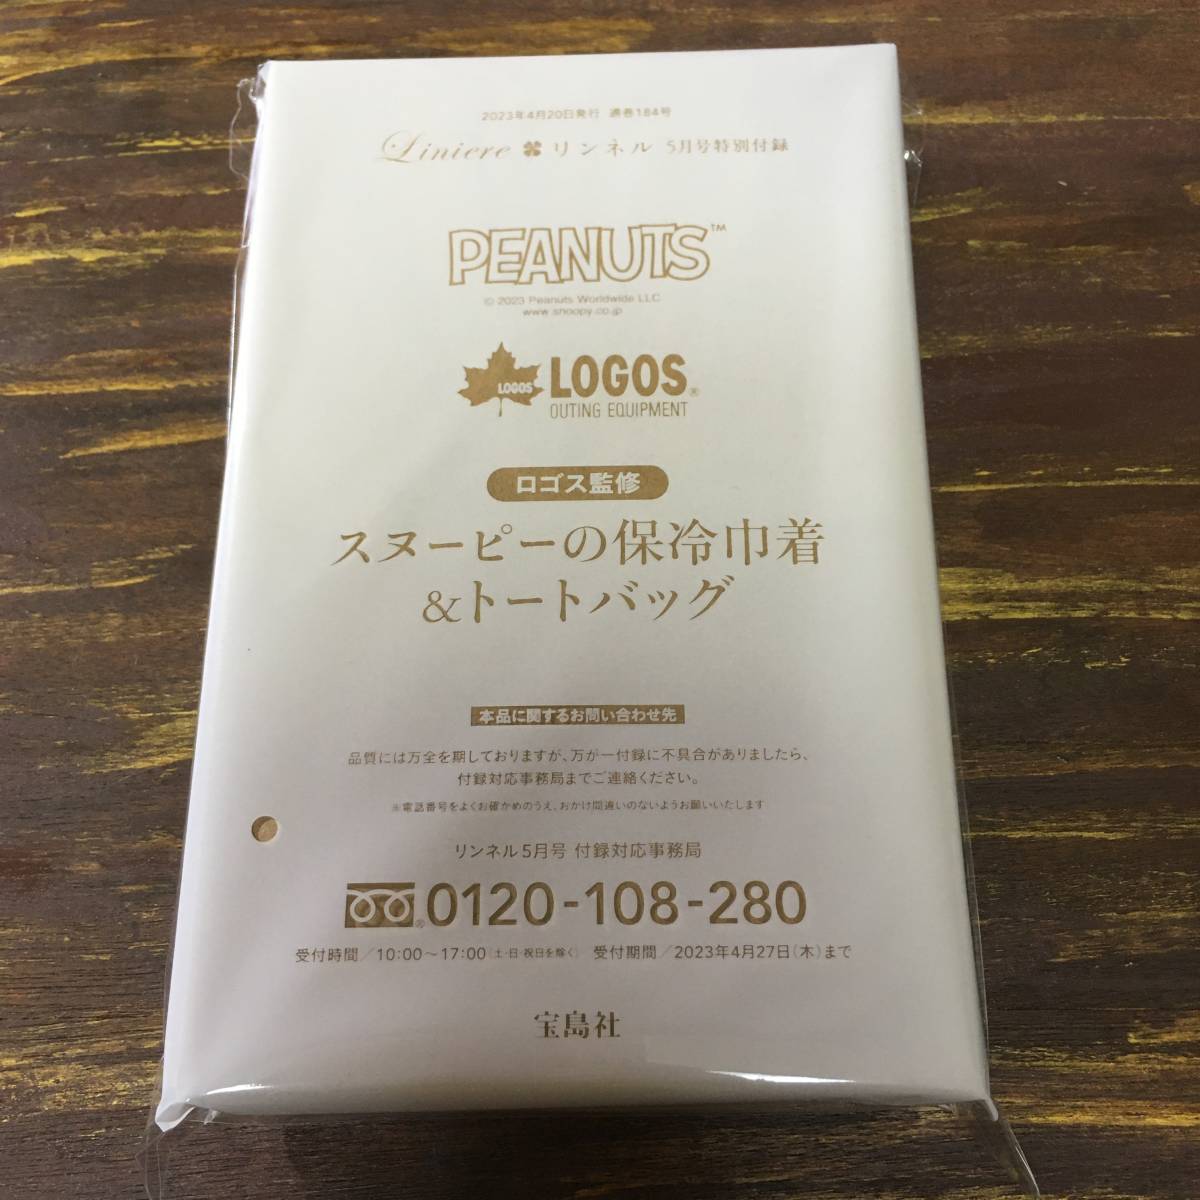 2023年4月20日発行 通巻184号
Liniere リンネル 5月号特別付録
PEANUTS™
© 2023 Peanuts Worldwide LLC
www.snoopy.co.jp
LOGOS LOGOS®
OUTING EQUIPMENT
ロゴス監修
スヌーピーの保冷巾着
&トートバッグ
本品に関するお問い合わせ先
品質には万全を期しておりますが、万が一付録に不具合がありましたら、
付録対応事務局までご連絡ください。
※電話番号をよくお確かめのうえ、おかけ間違いのないようお願いいたします
リンネル5月号 付録対応事務局
®0120-108-280
受付時間/10:00〜17:00(土・日・祝日を除く) 受付期間/2023年4月27日(木)まで
宝島社